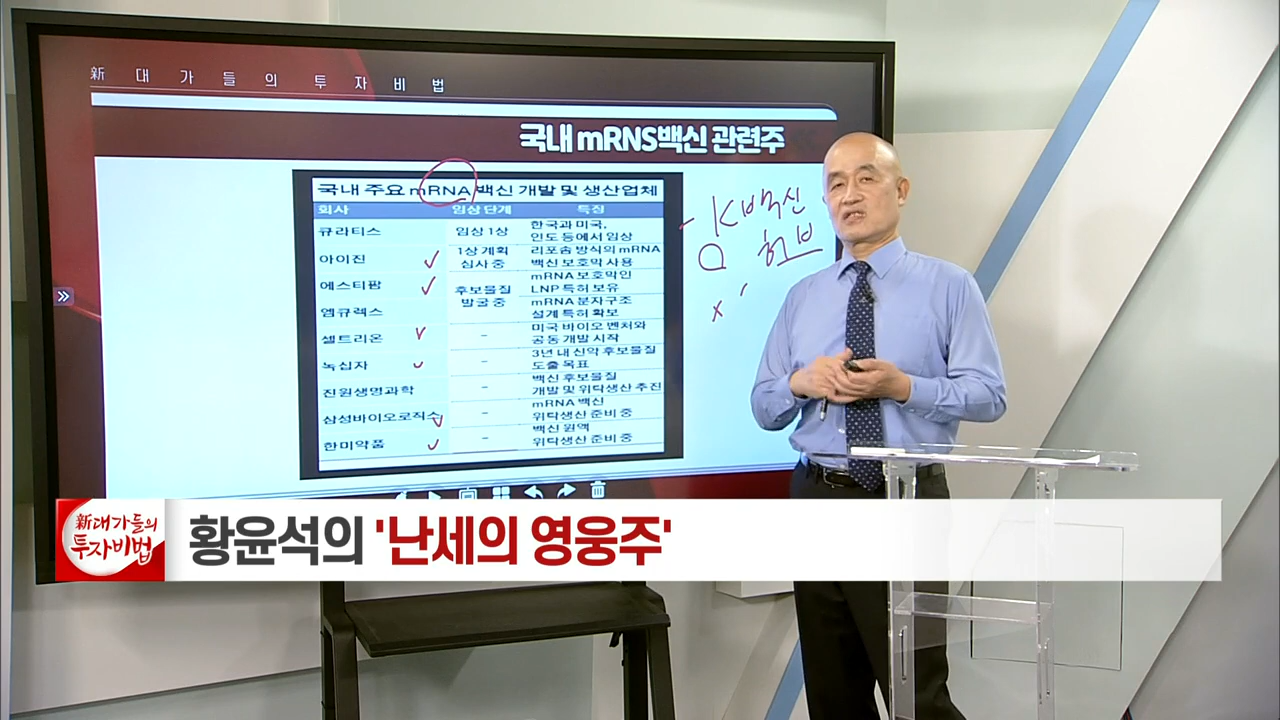 新 대가들의 투자비법
국내 mRNS백신 관련주
국내 주요 mRNA 백신 개발 및 생산업체
회사 임상 단계 특징
큐라티스 임상 1상 한국과 미국,
인도 등에서 임상
아이진 1상 계획
심사 중 리포솜 방식의 mRNA
백신 보호막 사용
에스티팜 후보물질
발굴 중 mRNA 보호막인
LNP 특허 보유
엠큐렉스 mRNA 분자구조
설계 특허 확보
셀트리온 - 미국 바이오 벤처와
공동 개발 시작
녹십자 - 3년 내 신약 후보물질
도출 목표
진원생명과학 - 백신 후보물질
개발 및 위탁생산 추진
삼성바이오로직스 - mRNA 백신
위탁생산 준비 중
한미약품 - 백신 원액
위탁생산 준비 중
K백신
허브
新대가들의
투자비법
황윤석의 '난세의 영웅주'